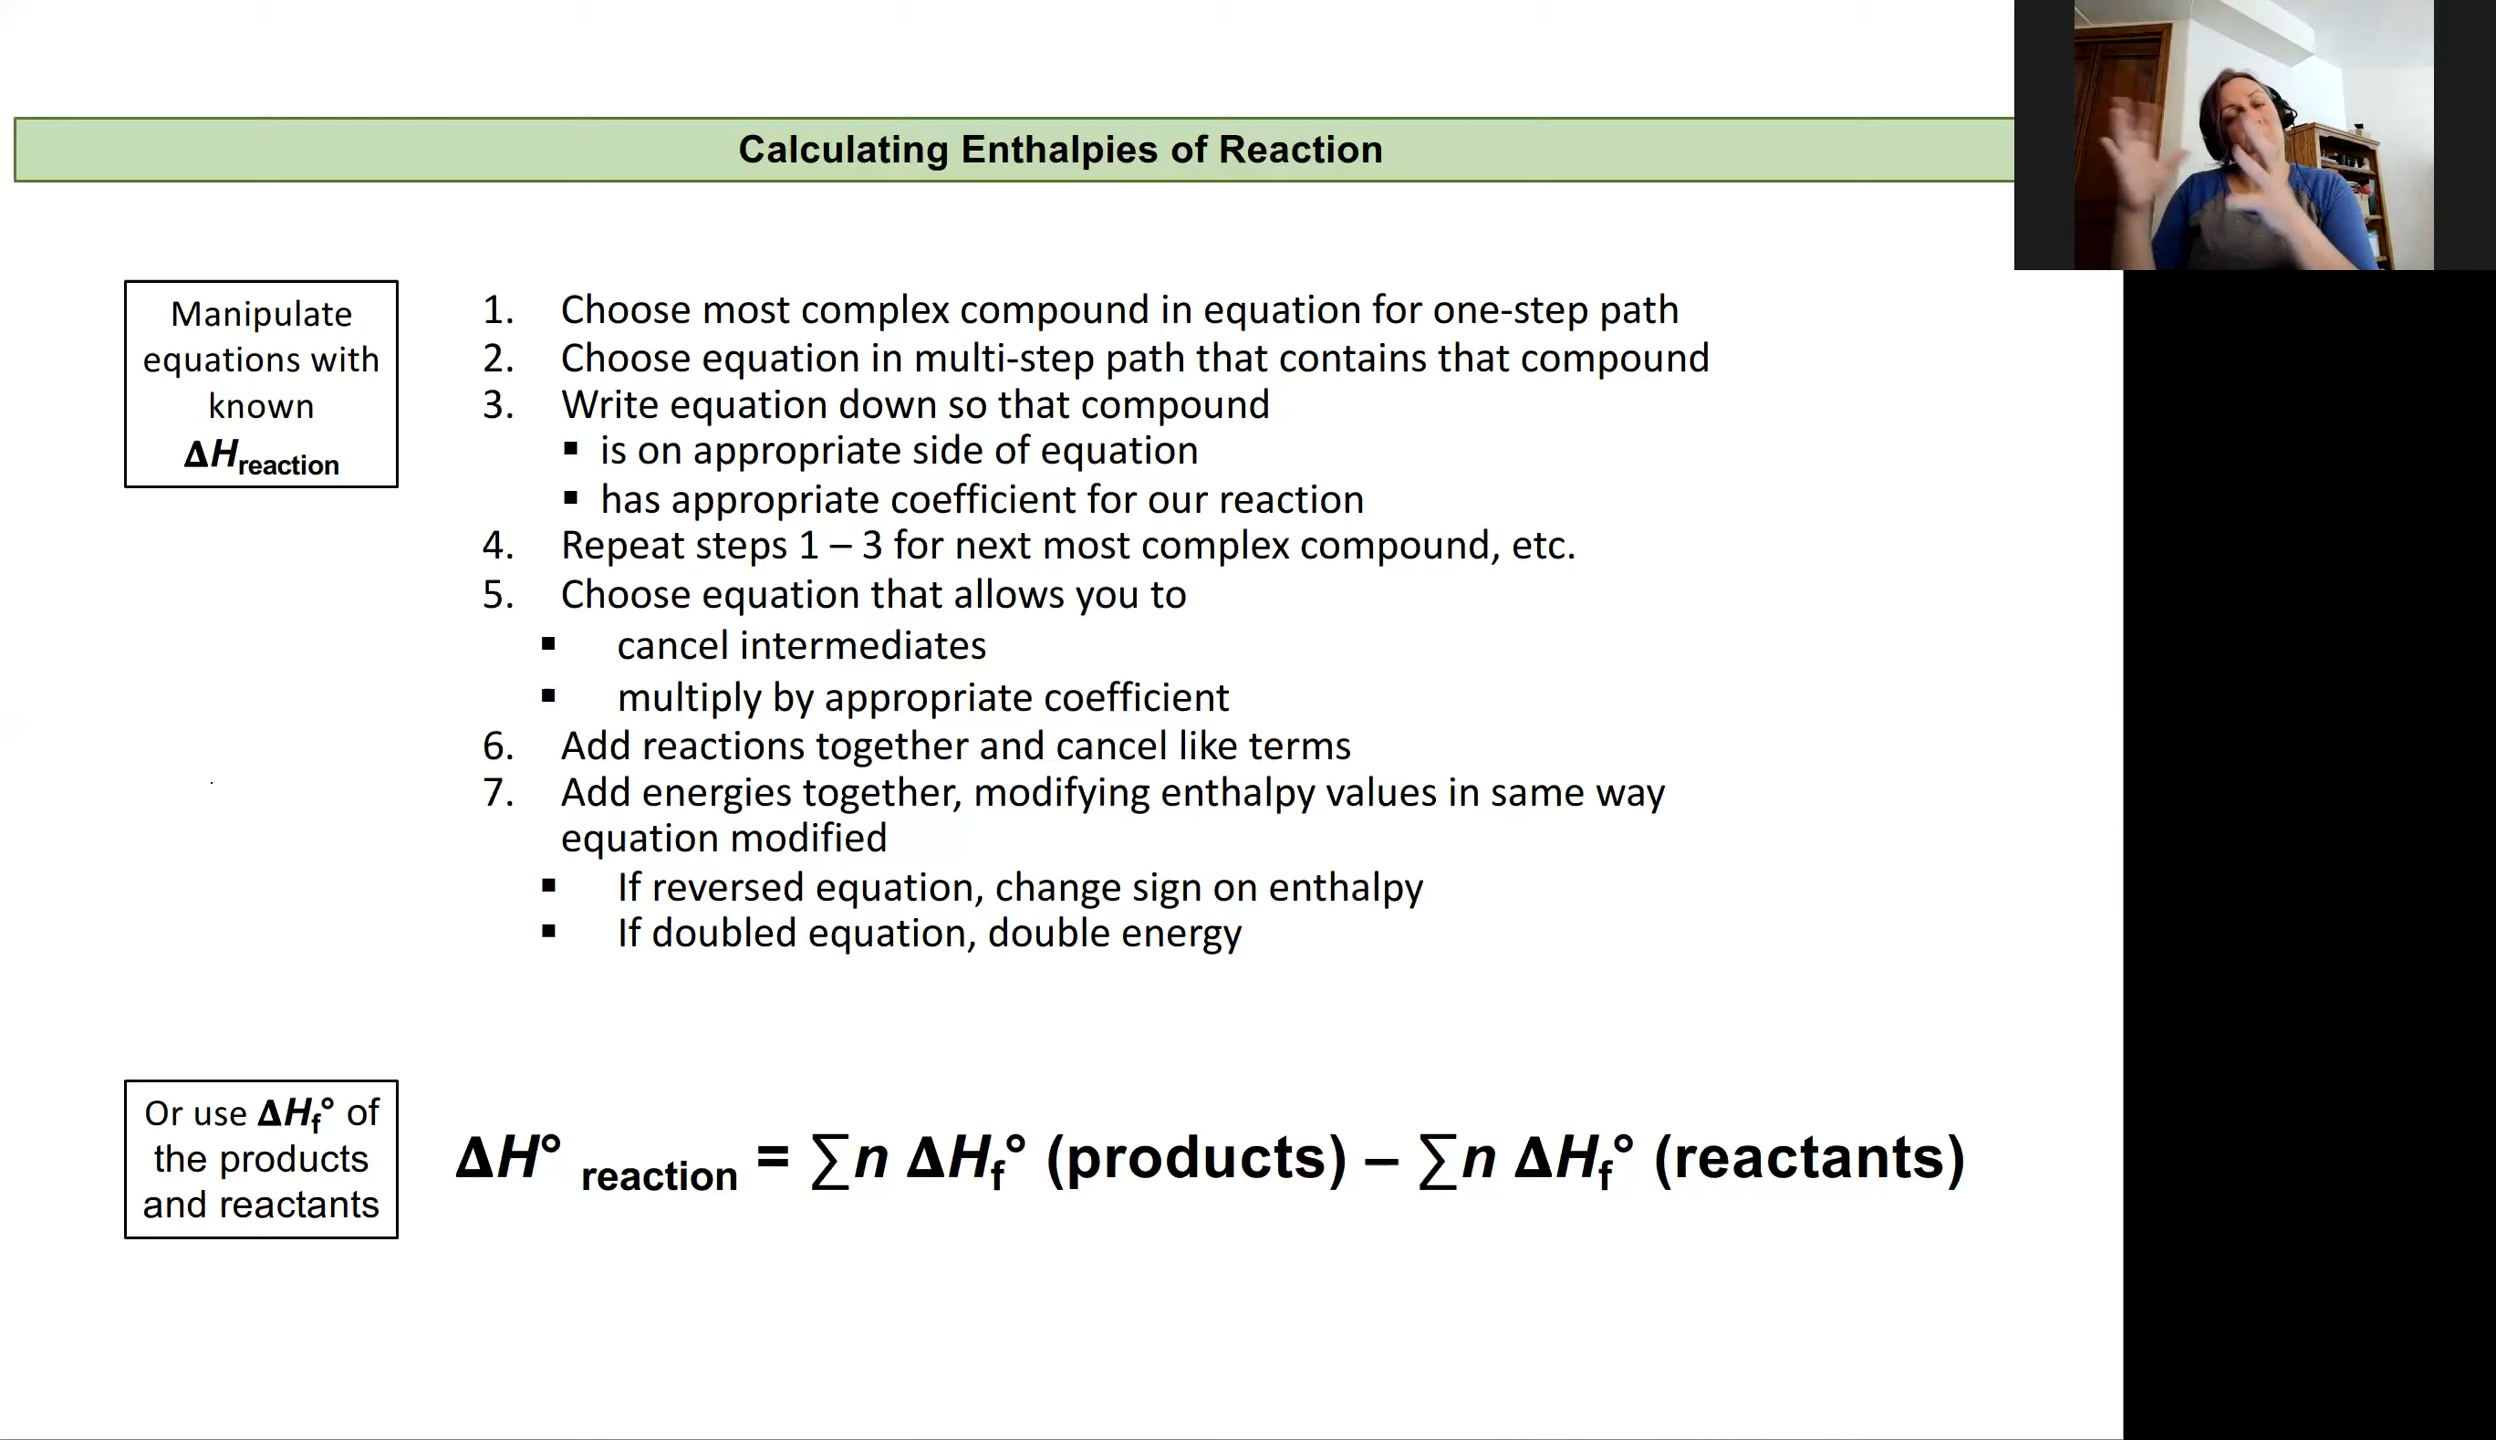 Calculating Enthalpies of Reaction
Manipulate
equations with
known
ΔHreaction
1. Choose most complex compound in equation for one-step path
2. Choose equation in multi-step path that contains that compound
3. Write equation down so that compound
▪ is on appropriate side of equation
▪ has appropriate coefficient for our reaction
4. Repeat steps 1 – 3 for next most complex compound, etc.
5. Choose equation that allows you to
▪ cancel intermediates
▪ multiply by appropriate coefficient
6. Add reactions together and cancel like terms
7. Add energies together, modifying enthalpy values in same way
equation modified
▪ If reversed equation, change sign on enthalpy
▪ If doubled equation, double energy
Or use ΔHf° of
the products
and reactants
ΔH° reaction = ∑n ΔHf° (products) – ∑n ΔHf° (reactants)